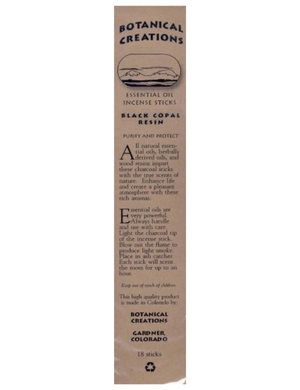 BOTANICAL
CREATIONS
ESSENTIAL OIL
INCENSE STICKS
BLACK COPAL
RESIN
PURIFY AND PROTECT
All natural essen-
tial oils, herbally
derived oils, and
wood resins impart
these charcoal sticks
with the true scents of
nature. Enhance life
and create a pleasant
atmosphere with these
rich aromas.
Essential oils are
very powerful.
Always handle
and use with care.
Light the charcoal tip
of the incense stick.
Blow out the flame to
produce light smoke.
Place in ash catcher.
Each stick will scent
the room for up to an
hour.
Keep out of reach of children.
This high quality product
is made in Colorado by:
BOTANICAL
CREATIONS
GARDNER,
COLORADO
18 sticks